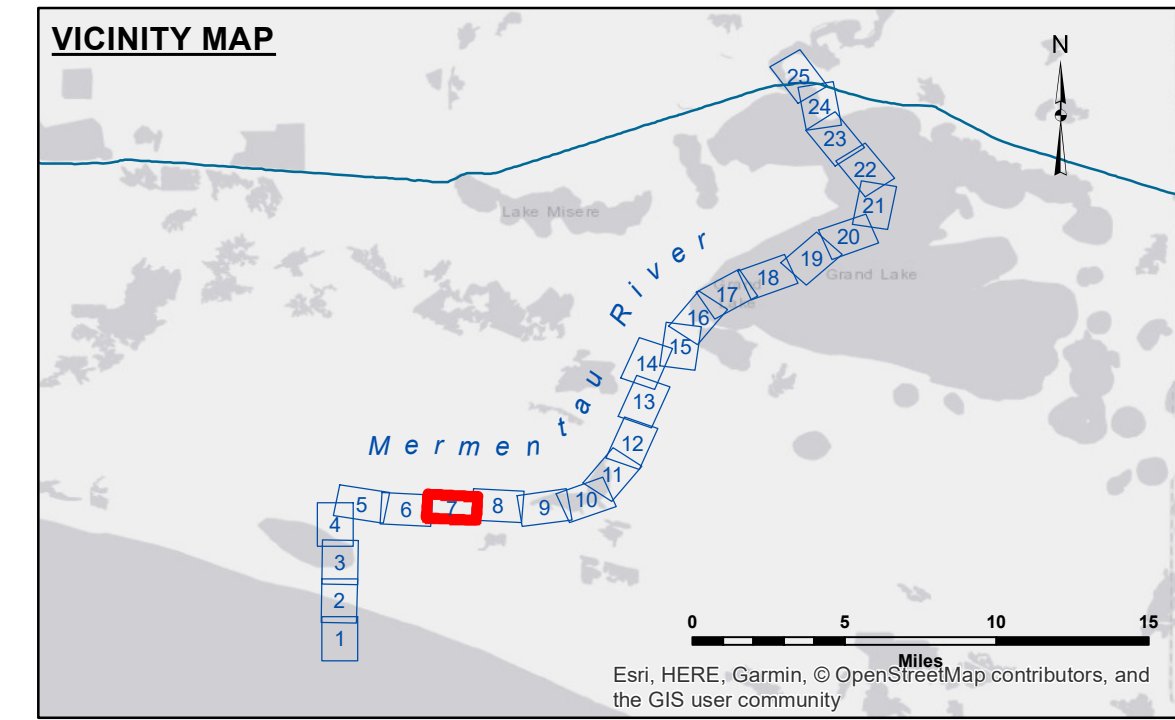 VICINITY MAP
N
25
24
23
22
Lake Misere
21
20
19
Grand Lake
18
17
Grand
Lake
16
15
14
13
12
11
10
9
8
7
6
5
4
3
2
1
Mermentau River
0 5 10 15
Miles
Esri, HERE, Garmin, © OpenStreetMap contributors, and
the GIS user community